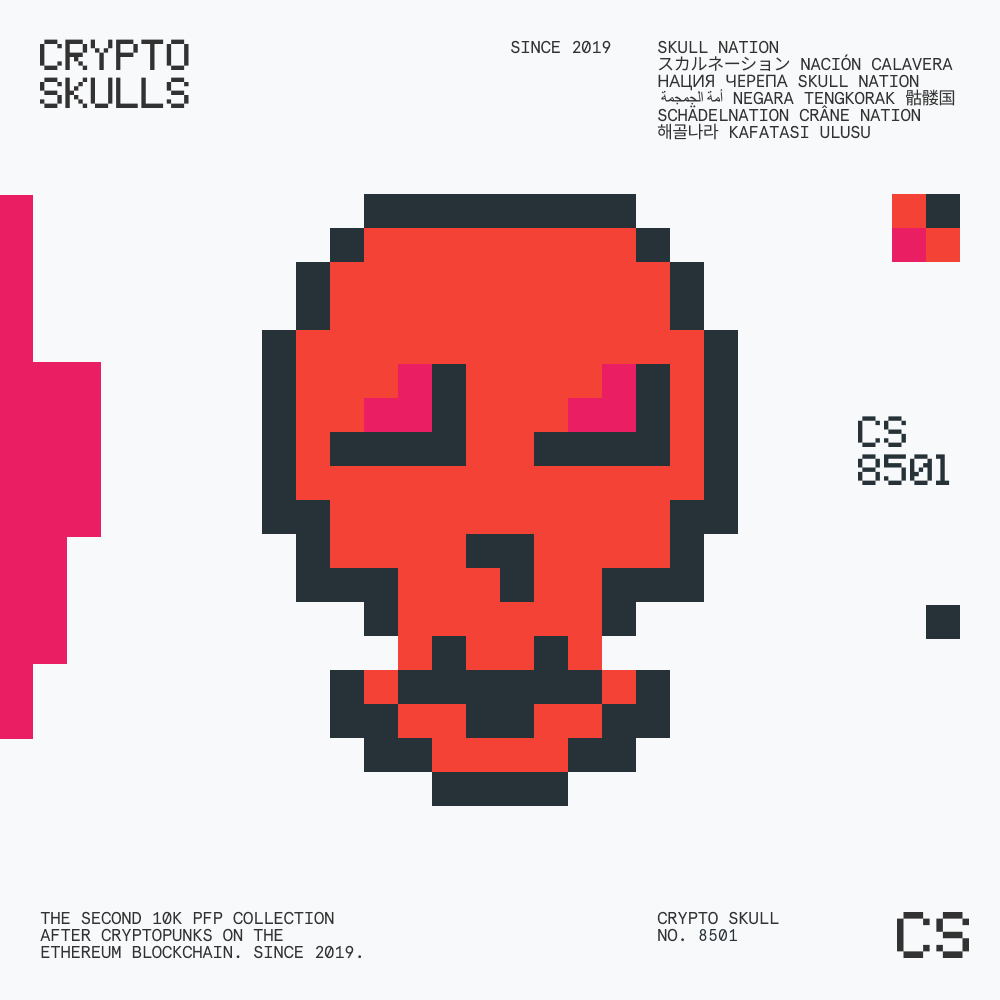 CRYPTO
SKULLS
SINCE 2019
SKULL NATION
スカルネーション NACIÓN CALAVERA
НАЦИЯ ЧЕРЕПА SKULL NATION
أمة الجمجمة NEGARA TENGKORAK 骷髅国
SCHÄDELNATION CRÂNE NATION
해골나라 KAFATASI ULUSU
CS
8501
THE SECOND 10K PFP COLLECTION
AFTER CRYPTOPUNKS ON THE
ETHEREUM BLOCKCHAIN. SINCE 2019.
CRYPTO SKULL
NO. 8501
CS